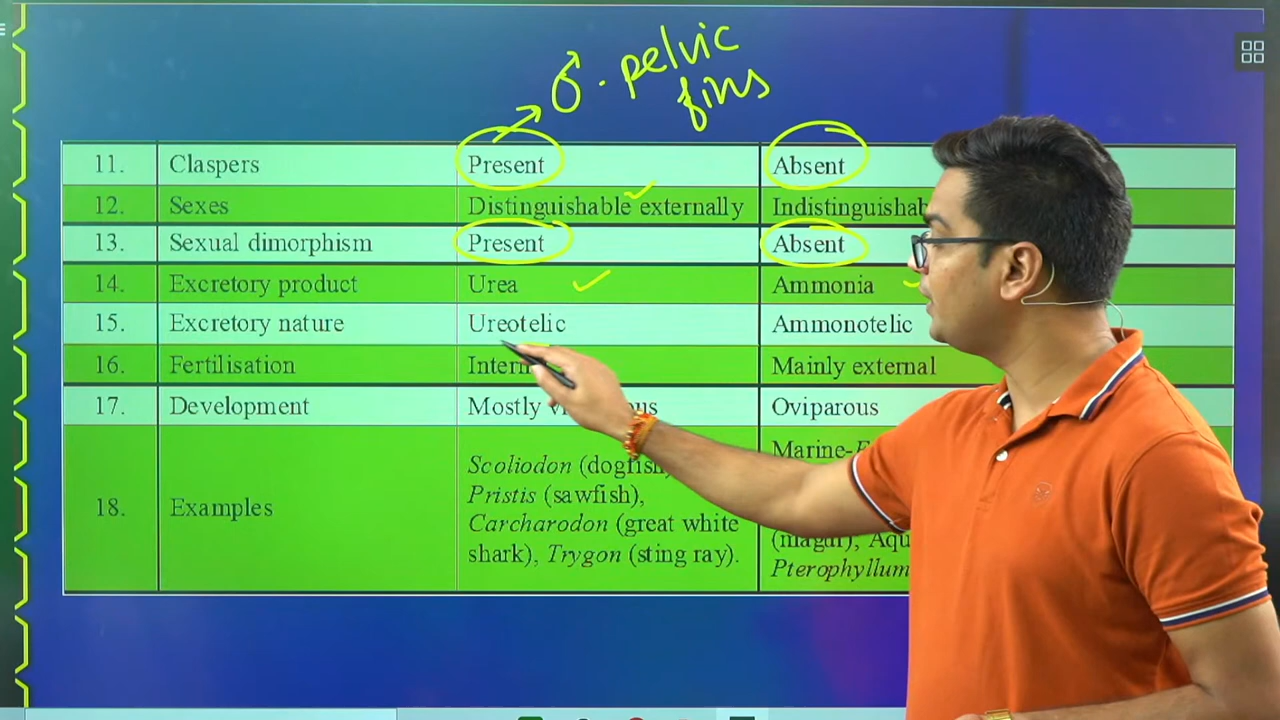 ♂. pelvic
fins
11. Claspers Present Absent
12. Sexes Distinguishable externally
13. Sexual dimorphism Present Absent
14. Excretory product Urea Ammonia
15. Excretory nature Ureotelic Ammonotelic
16. Fertilisation Mainly external
17. Development Mostly Oviparous
18. Examples
Scoliodon
Pristis (sawfish),
Carcharodon (great white
shark), Trygon (sting ray).
Marine-
Pterophyllum